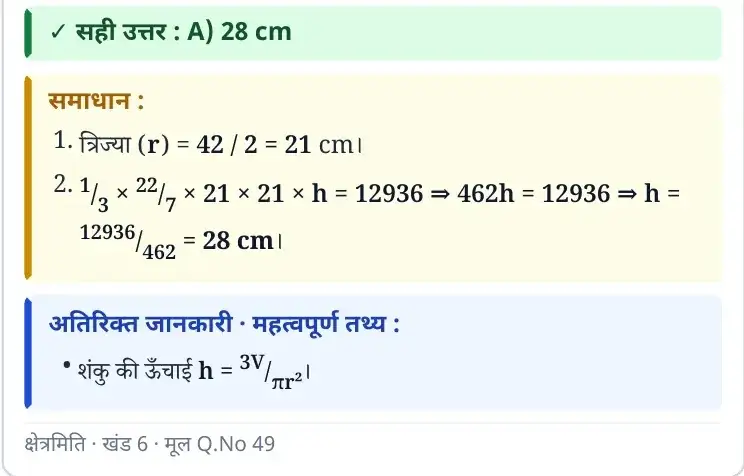 ✓ सही उत्तर : A) 28 cm
समाधान :
1. त्रिज्या (r) = 42 / 2 = 21 cm।
2. 1/3 × 22/7 × 21 × 21 × h = 12936 ⇒ 462h = 12936 ⇒ h =
12936/462 = 28 cm।
अतिरिक्त जानकारी · महत्वपूर्ण तथ्य :
• शंकु की ऊँचाई h = 3V/πr²।
क्षेत्रमिति · खंड 6 · मूल Q.No 49